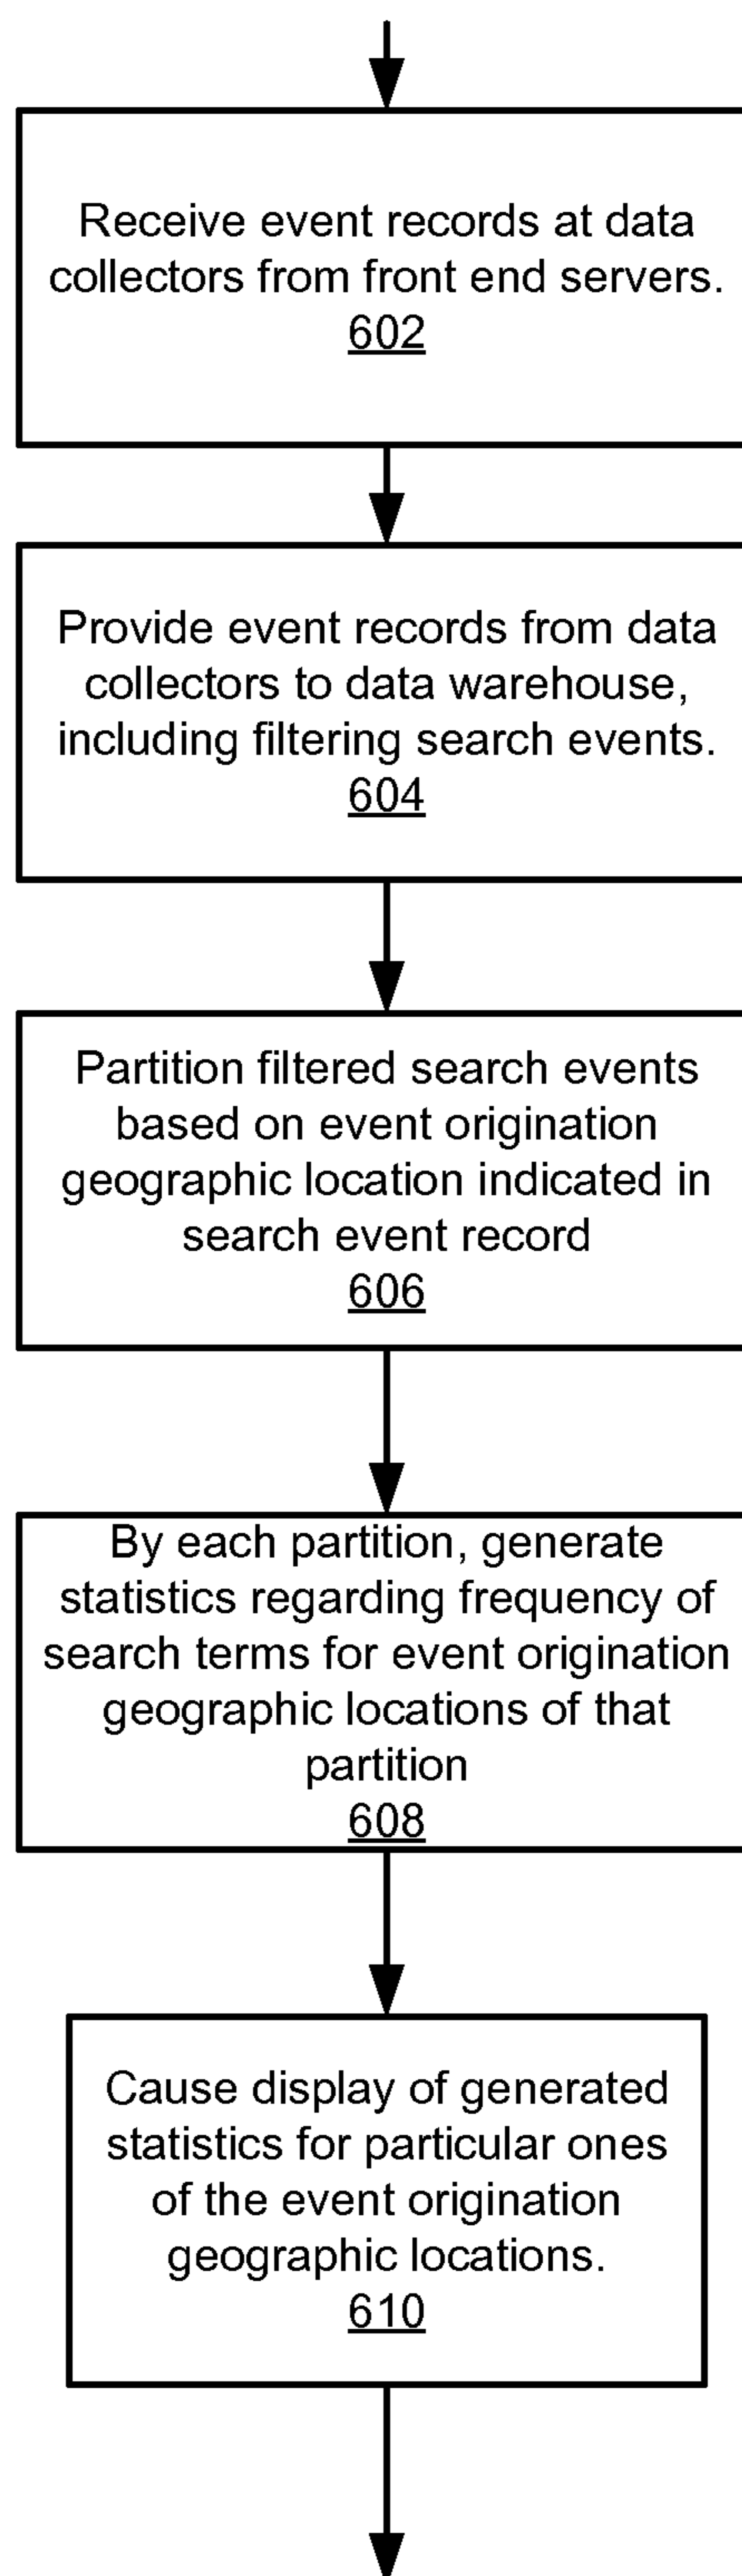 Receive event records at data
collectors from front end servers.
602
Provide event records from data
collectors to data warehouse,
including filtering search events.
604
Partition filtered search events
based on event origination
geographic location indicated in
search event record
606
By each partition, generate
statistics regarding frequency of
search terms for event origination
geographic locations of that
partition
608
Cause display of generated
statistics for particular ones
of the event origination
geographic locations.
610